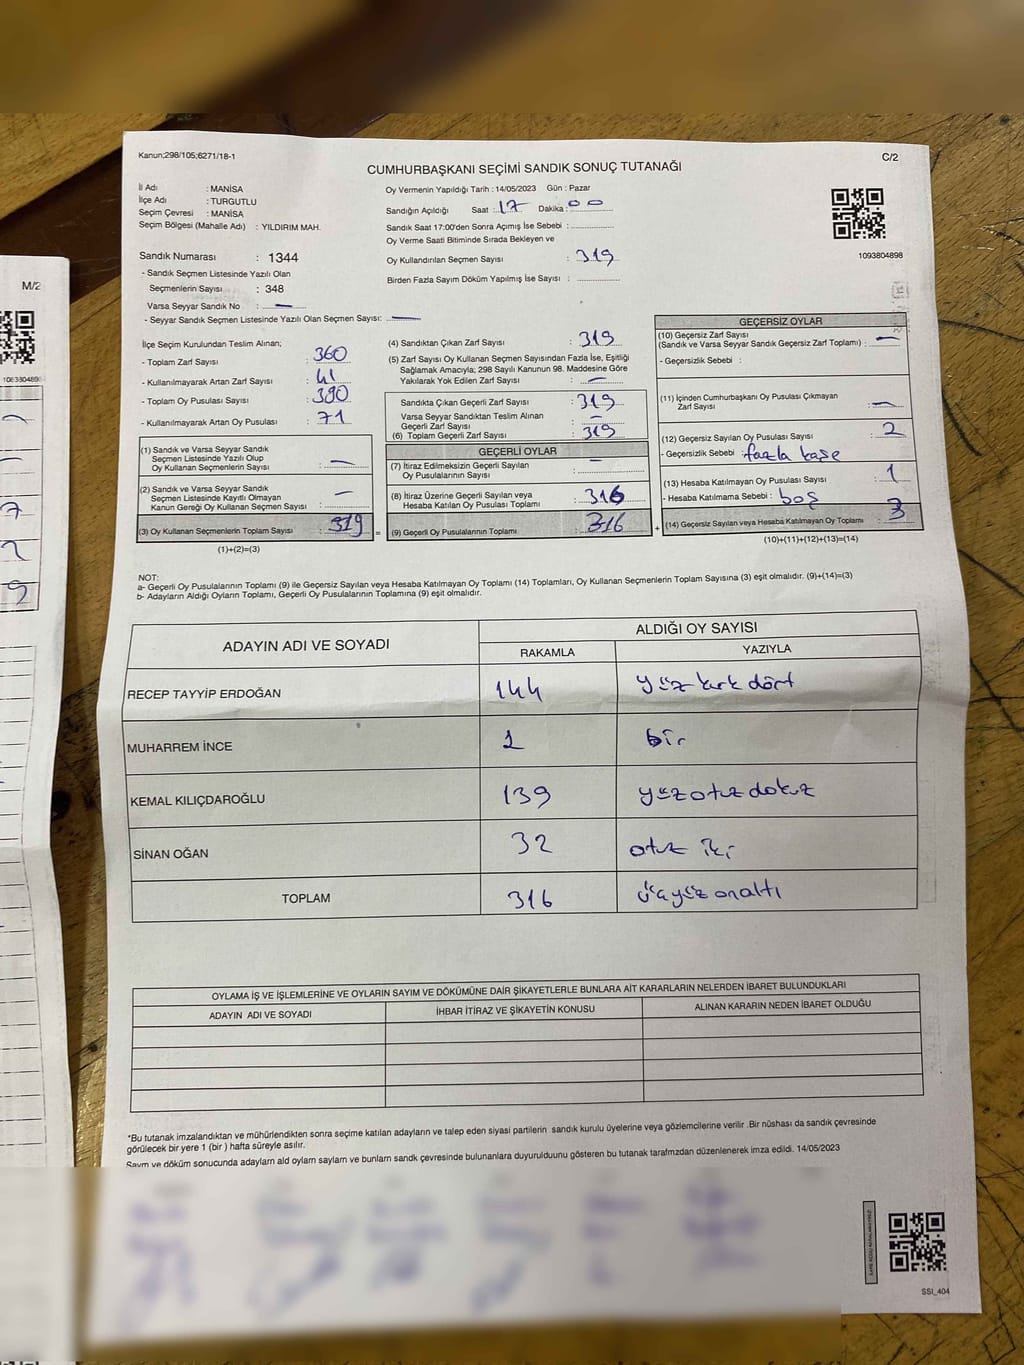 Kanun;298/105;6271/18-1
C/2
CUMHURBAŞKANI SEÇİMİ SANDIK SONUÇ TUTANAĞI
İl Adı : MANİSA
İlçe Adı : TURGUTLU
Seçim Çevresi : MANİSA
Seçim Bölgesi (Mahalle Adı) : YILDIRIM MAH.
Oy Vermenin Yapıldığı Tarih : 14/05/2023 Gün : Pazar
Sandığın Açıldığı Saat : 17 Dakika : 00
Sandık Saat 17:00'den Sonra Açımış İse Sebebi :
Oy Verme Saati Bitiminde Sırada Bekleyen ve
Oy Kullandırılan Seçmen Sayısı : 319
Birden Fazla Sayım Döküm Yapılmış İse Sayısı :
1093804898
Sandık Numarası : 1344
- Sandık Seçmen Listesinde Yazılı Olan
Seçmenlerin Sayısı : 348
Varsa Seyyar Sandık No : —
- Seyyar Sandık Seçmen Listesinde Yazılı Olan Seçmen Sayısı: —
İlçe Seçim Kurulundan Teslim Alınan;
- Toplam Zarf Sayısı : 360
- Kullanılmayarak Artan Zarf Sayısı : 41
- Toplam Oy Pusulası Sayısı : 390
- Kullanılmayarak Artan Oy Pusulası : 71
(1) Sandık ve Varsa Seyyar Sandık
Seçmen Listesinde Yazılı Olup
Oy Kullanan Seçmenlerin Sayısı : —
(2) Sandık ve Varsa Seyyar Sandık
Seçmen Listesinde Kayıtlı Olmayan
Kanun Gereği Oy Kullanan Seçmen Sayısı : —
(3) Oy Kullanan Seçmenlerin Toplam Sayısı : 319
(1)+(2)=(3)
(4) Sandıktan Çıkan Zarf Sayısı : 319
(5) Zarf Sayısı Oy Kullanan Seçmen Sayısından Fazla İse, Eşitliği
Sağlamak Amacıyla; 298 Sayılı Kanunun 98. Maddesine Göre
Yakılarak Yok Edilen Zarf Sayısı : —
Sandıkta Çıkan Geçerli Zarf Sayısı : 319
Varsa Seyyar Sandıktan Teslim Alınan
Geçerli Zarf Sayısı : —
(6) Toplam Geçerli Zarf Sayısı : 319
GEÇERLİ OYLAR
(7) İtiraz Edilmeksizin Geçerli Sayılan
Oy Pusulalarının Sayısı : —
(8) İtiraz Üzerine Geçerli Sayılan veya
Hesaba Katılan Oy Pusulası Toplamı : 316
= (9) Geçerli Oy Pusulalarının Toplamı : 316
GEÇERSİZ OYLAR
(10) Geçersiz Zarf Sayısı
(Sandık ve Varsa Seyyar Sandık Geçersiz Zarf Toplamı) : —
- Geçersizlik Sebebi :
(11) İçinden Cumhurbaşkanı Oy Pusulası Çıkmayan
Zarf Sayısı : —
(12) Geçersiz Sayılan Oy Pusulası Sayısı : 2
- Geçersizlik Sebebi : fazla kaşe
(13) Hesaba Katılmayan Oy Pusulası Sayısı : 1
- Hesaba Katılmama Sebebi : boş
+ (14) Geçersiz Sayılan veya Hesaba Katılmayan Oy Toplamı : 3
(10)+(11)+(12)+(13)=(14)
NOT:
a- Geçerli Oy Pusulalarının Toplamı (9) ile Geçersiz Sayılan veya Hesaba Katılmayan Oy Toplamı (14) Toplamları, Oy Kullanan Seçmenlerin Toplam Sayısına (3) eşit olmalıdır. (9)+(14)=(3)
b- Adayların Aldığı Oyların Toplamı, Geçerli Oy Pusulalarının Toplamına (9) eşit olmalıdır.
ADAYIN ADI VE SOYADI
ALDIĞI OY SAYISI
RAKAMLA YAZIYLA
RECEP TAYYİP ERDOĞAN 144 yüz kırk dört
MUHARREM İNCE 1 bir
KEMAL KILIÇDAROĞLU 139 yüz otuz dokuz
SİNAN OĞAN 32 otuz iki
TOPLAM 316 üçyüz onaltı
OYLAMA İŞ VE İŞLEMLERİNE VE OYLARIN SAYIM VE DÖKÜMÜNE DAİR ŞİKAYETLERLE BUNLARA AİT KARARLARIN NELERDEN İBARET BULUNDUKLARI
ADAYIN ADI VE SOYADI İHBAR İTİRAZ VE ŞİKAYETİN KONUSU ALINAN KARARIN NEDEN İBARET OLDUĞU
*Bu tutanak imzalandıktan ve mühürlendikten sonra seçime katılan adayların ve talep eden siyasi partilerin sandık kurulu üyelerine veya gözlemcilerine verilir .Bir nüshası da sandık çevresinde
görülecek bir yere 1 (bir ) hafta süreyle asılır.
Sayım ve döküm sonucunda adayların ald oyların sayların ve bunların sandk çevresinde bulunanlara duyurulduunu gösteren bu tutanak tarafmzdan düzenlenerek imza edildi. 14/05/2023
SSI_404
M/2